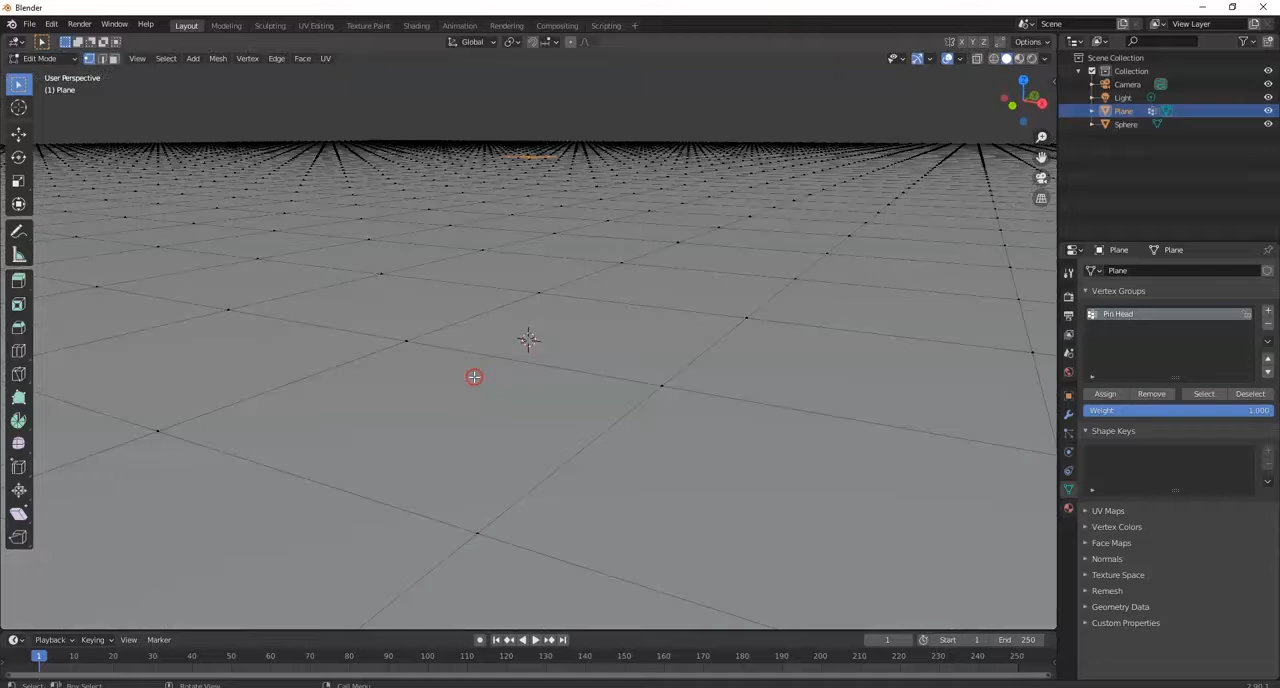 Blender
File Edit Render Window Help Layout Modeling Sculpting UV Editing Texture Paint Shading Animation Rendering Compositing Scripting + Scene View Layer
Global X Y Z Options
Edit Mode View Select Add Mesh Vertex Edge Face UV
User Perspective
(1) Plane
Z
X
Scene Collection
Collection
Camera
Light
Plane
Sphere
Plane Plane
Plane
Vertex Groups
Pin Head
Assign Remove Select Deselect
Weight 1.000
Shape Keys
UV Maps
Vertex Colors
Face Maps
Normals
Texture Space
Remesh
Geometry Data
Custom Properties
Playback Keying View Marker 1 Start 1 End 250
1 10 20 30 40 50 60 70 80 90 100 110 120 130 140 150 160 170 180 190 200 210 220 230 240 250
Select Box Select Rotate View Call Menu 2.90.1